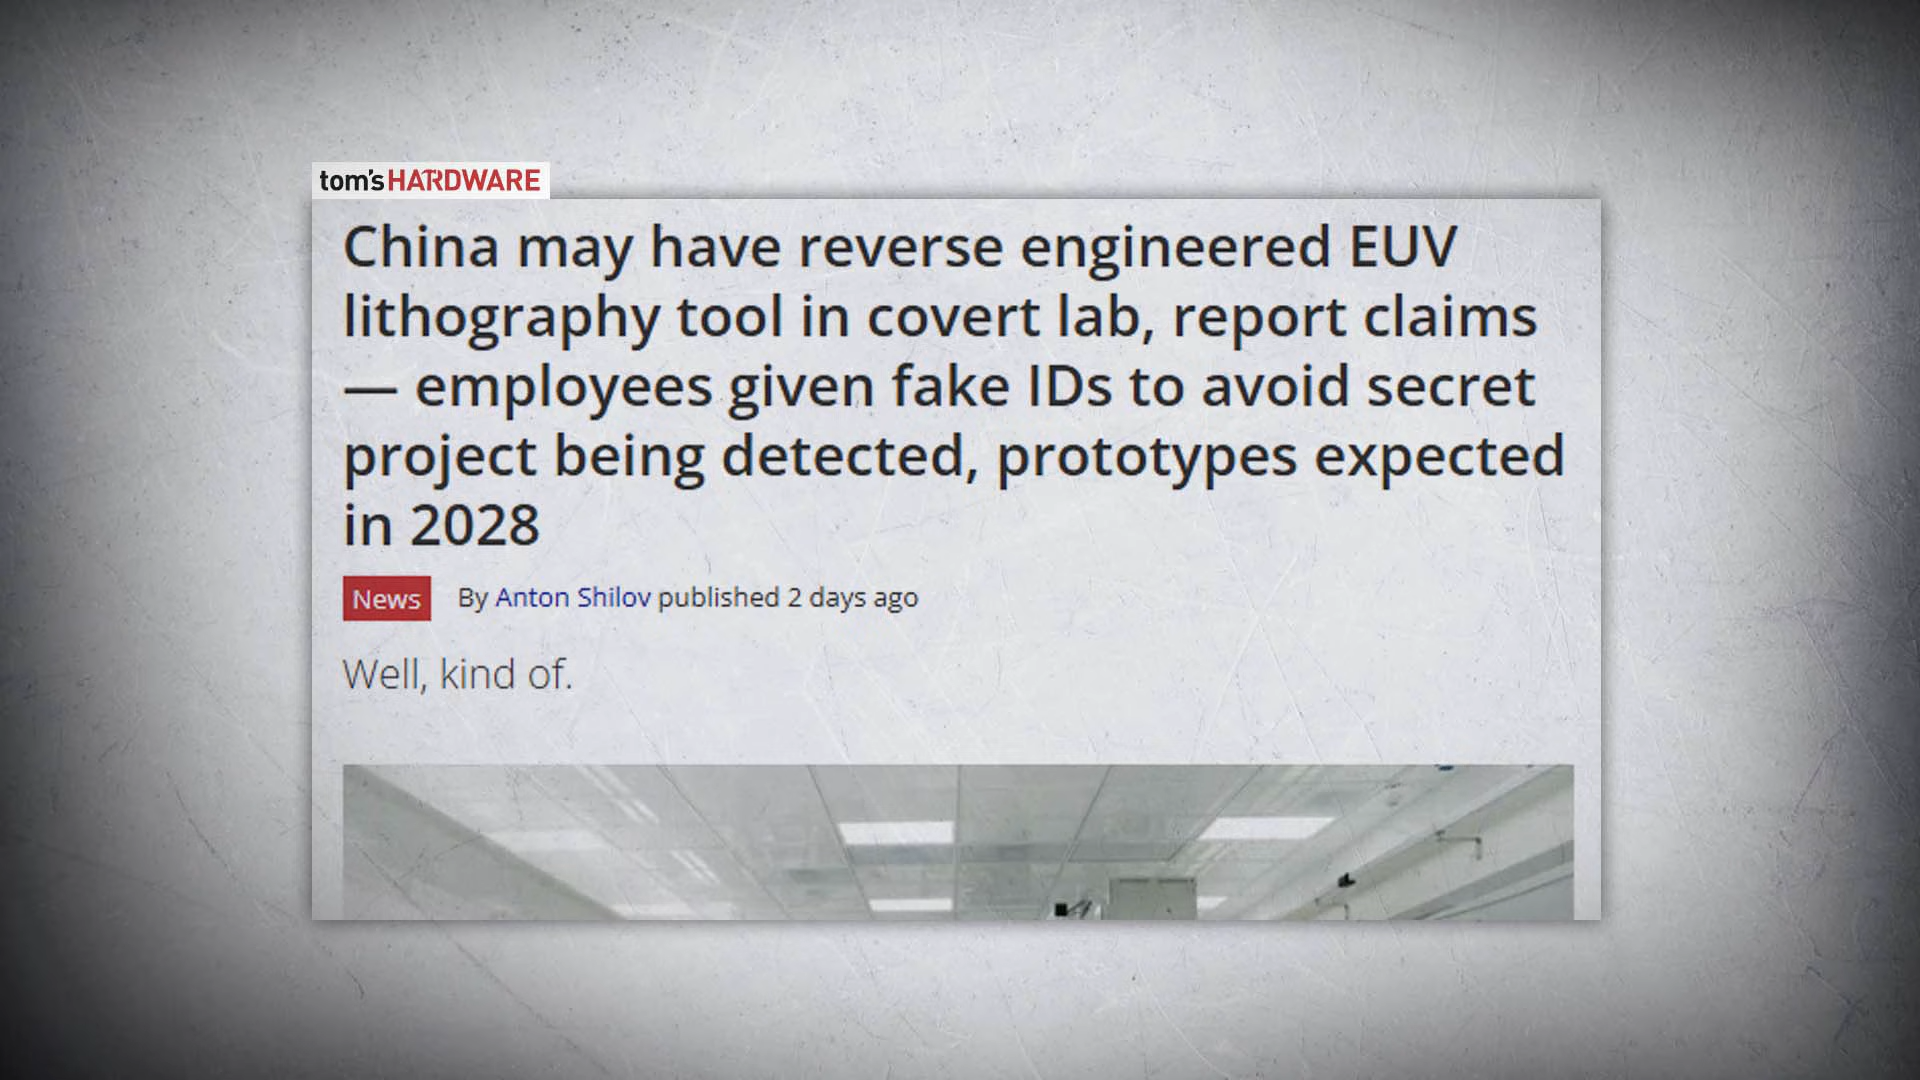 tom'sHARDWARE
China may have reverse engineered EUV
lithography tool in covert lab, report claims
— employees given fake IDs to avoid secret
project being detected, prototypes expected
in 2028
News By Anton Shilov published 2 days ago
Well, kind of.